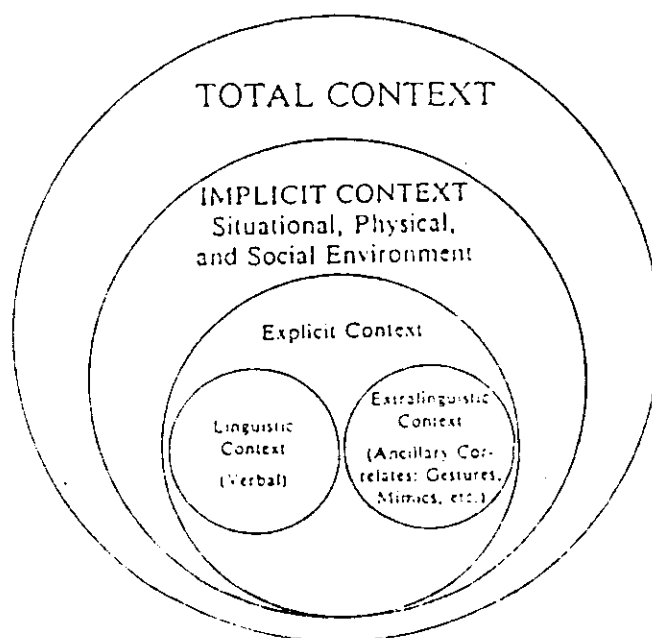 TOTAL CONTEXT
IMPLICIT CONTEXT
Situational, Physical,
and Social Environment
Explicit Context
Linguistic
Context
(Verbal)
Extralinguistic
Context
(Ancillary Cor-
relates: Gestures,
Mimics, etc.)